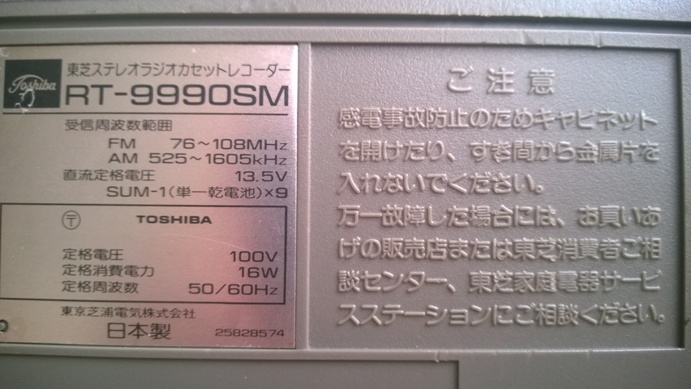 Toshiba
東芝ステレオラジオカセットレコーダー
RT-9990SM
受信周波数範囲
FM 76～108MHz
AM 525～1605kHz
直流定格電圧 13.5V
SUM-1(単一乾電池)×9
〒 TOSHIBA
定格電圧 100V
定格消費電力 16W
定格周波数 50/60Hz
東京芝浦電気株式会社
日本製 25828574
ご注意
感電事故防止のためキャビネット
を開けたり、すき間から金属片を
入れないでください。
万一故障した場合には、お買いあ
げの販売店または東芝消費者ご相
談センター、東芝家庭電器サービ
スステーションにご相談ください。